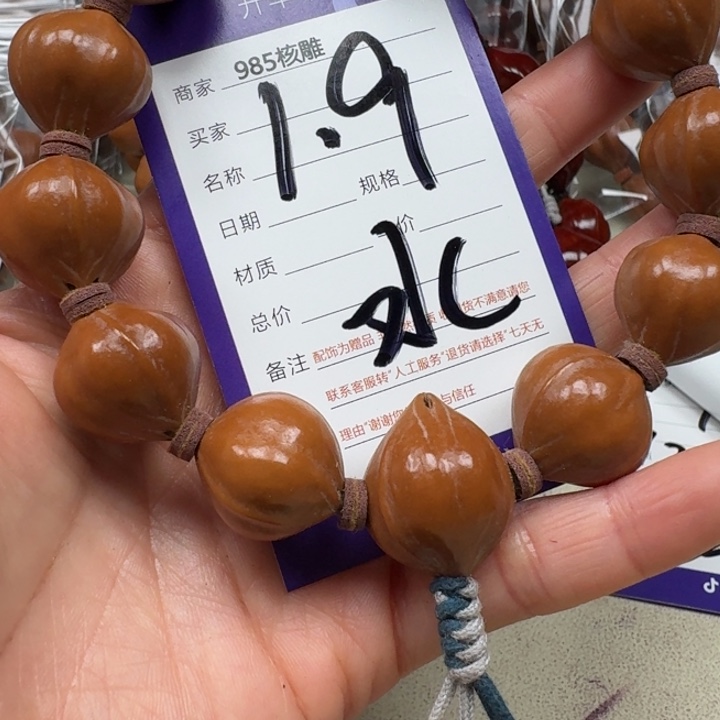 商家 985核雕
买家
1.9
名称
规格
日期
价
材质
水
总价
备注 配饰为赠品 货不满意请您
联系客服转"人工服务"退货请选择"七天无
理由"谢谢您 与信任